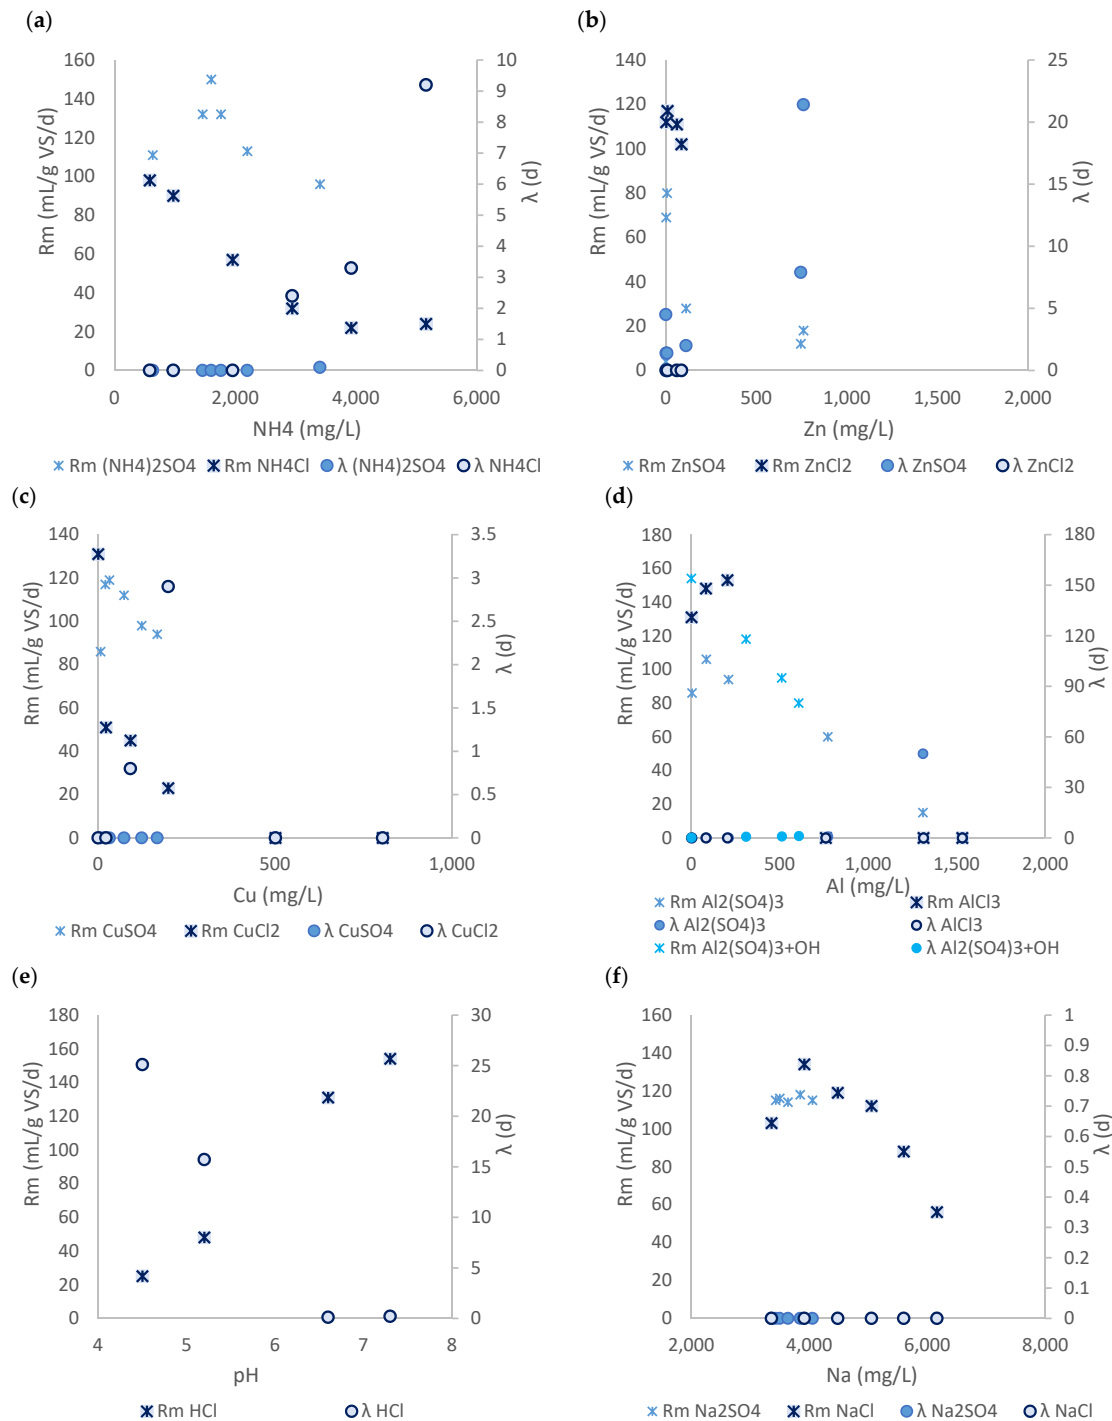 (a)
160
140
120
100
80
60
40
20
0
Rm (mL/g VS/d)
10
9
8
7
6
5
4
3
2
1
0
λ (d)
0 2,000 4,000 6,000
NH4 (mg/L)
Rm (NH4)2SO4 Rm NH4Cl λ (NH4)2SO4 λ NH4Cl
(b)
140
120
100
80
60
40
20
0
Rm (mL/g VS/d)
25
20
15
10
5
0
λ (d)
0 500 1,000 1,500 2,000
Zn (mg/L)
Rm ZnSO4 Rm ZnCl2 λ ZnSO4 λ ZnCl2
(c)
140
120
100
80
60
40
20
0
Rm (mL/g VS/d)
3.5
3
2.5
2
1.5
1
0.5
0
λ (d)
0 500 1,000
Cu (mg/L)
Rm CuSO4 Rm CuCl2 λ CuSO4 λ CuCl2
(d)
180
160
140
120
100
80
60
40
20
0
Rm (mL/g VS/d)
180
150
120
90
60
30
0
λ (d)
0 500 1,000 1,500 2,000
Al (mg/L)
Rm Al2(SO4)3 Rm AlCl3
λ Al2(SO4)3 λ AlCl3
Rm Al2(SO4)3+OH λ Al2(SO4)3+OH
(e)
180
160
140
120
100
80
60
40
20
0
Rm (mL/g VS/d)
30
25
20
15
10
5
0
λ (d)
4 5 6 7 8
pH
Rm HCl λ HCl
(f)
160
140
120
100
80
60
40
20
0
Rm (mL/g VS/d)
1
0.9
0.8
0.7
0.6
0.5
0.4
0.3
0.2
0.1
0
λ (d)
2,000 4,000 6,000 8,000
Na (mg/L)
Rm Na2SO4 Rm NaCl λ Na2SO4 λ NaCl